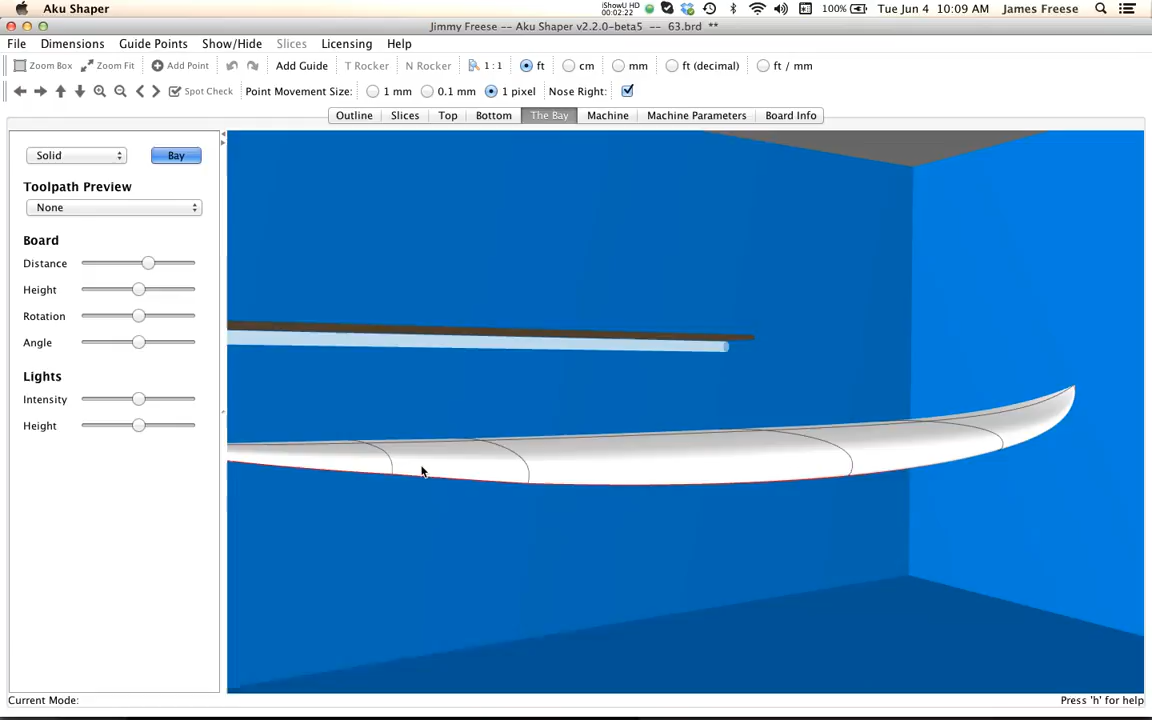 Aku Shaper
iShowU HD
00:02:22
100%
Tue Jun 4 10:09 AM James Freese
Jimmy Freese -- Aku Shaper v2.2.0-beta5 -- 63.brd **
File Dimensions Guide Points Show/Hide Slices Licensing Help
Zoom Box Zoom Fit Add Point Add Guide T Rocker N Rocker 1 : 1 ft cm mm ft (decimal) ft / mm
Spot Check Point Movement Size: 1 mm 0.1 mm 1 pixel Nose Right:
Outline Slices Top Bottom The Bay Machine Machine Parameters Board Info
Solid Bay
Toolpath Preview
None
Board
Distance
Height
Rotation
Angle
Lights
Intensity
Height
Current Mode: Press 'h' for help